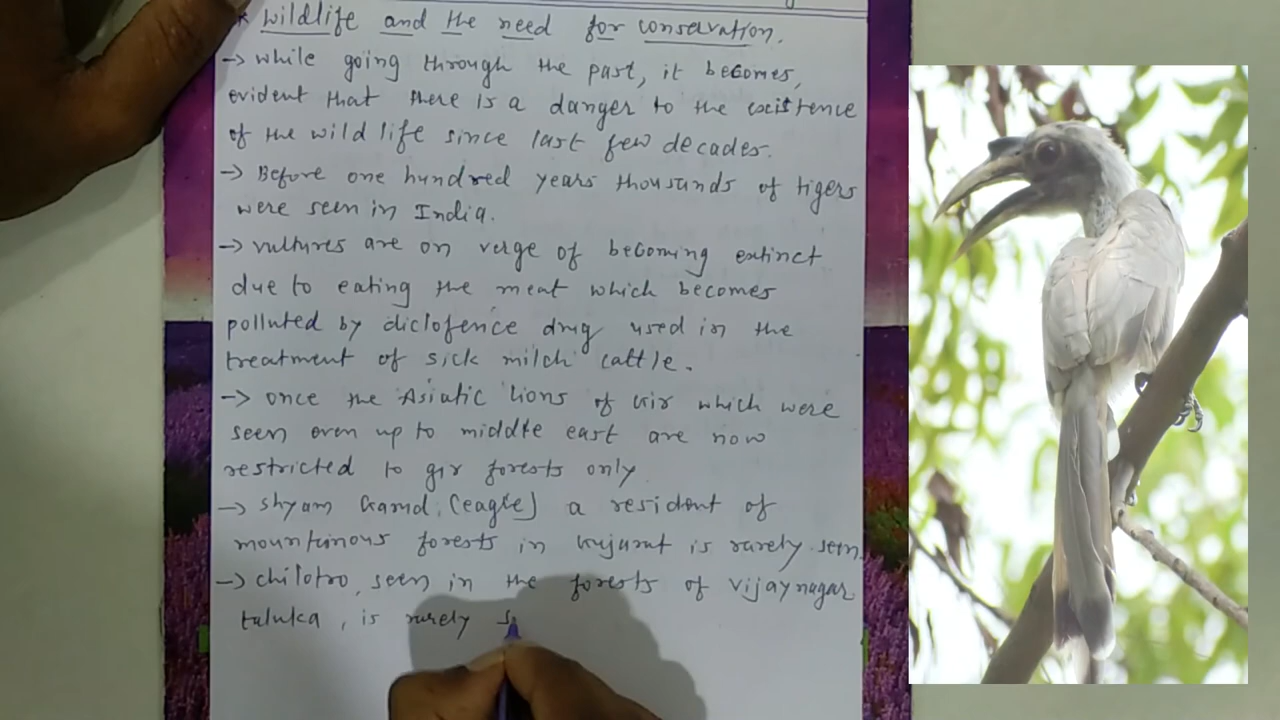 * Wildlife and the need for conservation.
→ While going through the past, it becomes,
evident that there is a danger to the existence
of the wild life since last few decades.
→ Before one hundred years thousands of tigers
were seen in India.
→ vultures are on verge of becoming extinct
due to eating the meat which becomes
polluted by diclofence drug used in the
treatment of sick milch cattle.
→ once the Asiatic lions of Gir which were
seen even up to middle east are now
restricted to gir forests only.
→ shyam Garud (eagle) a resident of
mountinous forests in Gujarat is rarely seen.
→ chilotro, seen in the forests of vijaynagar
taluka, is rarely s